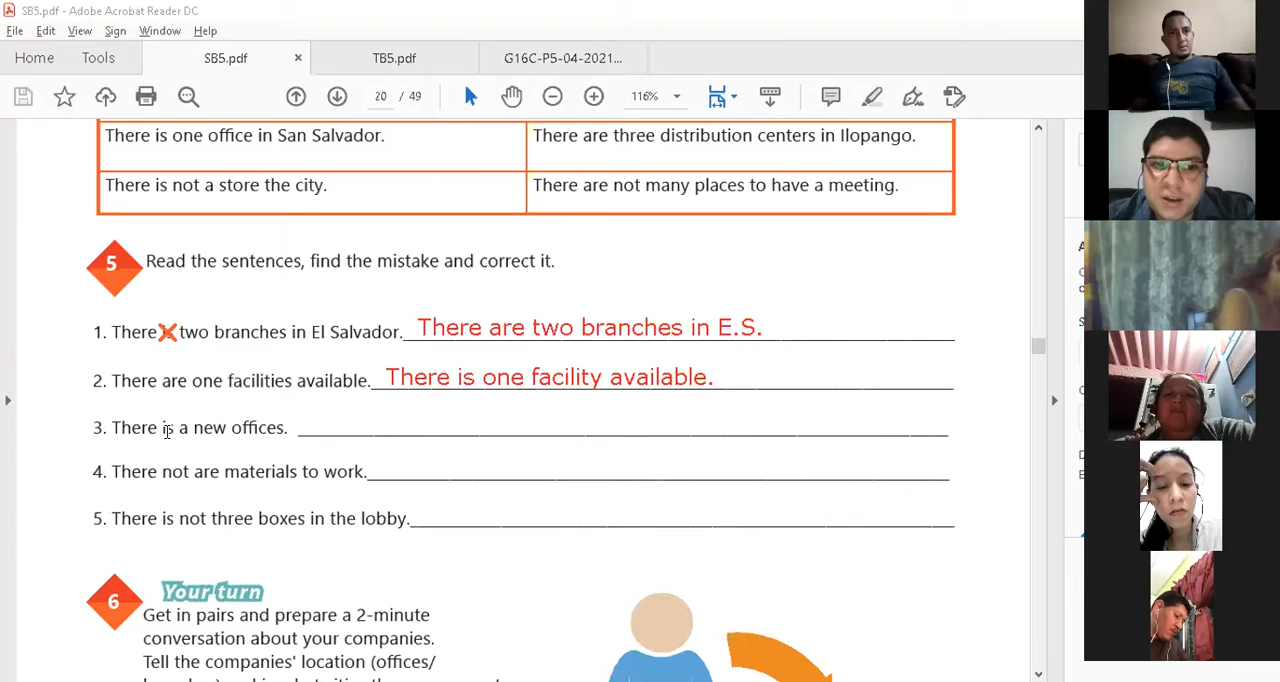 SB5.pdf - Adobe Acrobat Reader DC
File Edit View Sign Window Help
Home Tools SB5.pdf × TB5.pdf G16C-P5-04-2021...
20 / 49 116%
There is one office in San Salvador. There are three distribution centers in Ilopango.
There is not a store the city. There are not many places to have a meeting.
5 Read the sentences, find the mistake and correct it.
1. There two branches in El Salvador. There are two branches in E.S.
2. There are one facilities available. There is one facility available.
3. There is a new offices.
4. There not are materials to work.
5. There is not three boxes in the lobby.
6 Your turn
Get in pairs and prepare a 2-minute
conversation about your companies.
Tell the companies' location (offices/